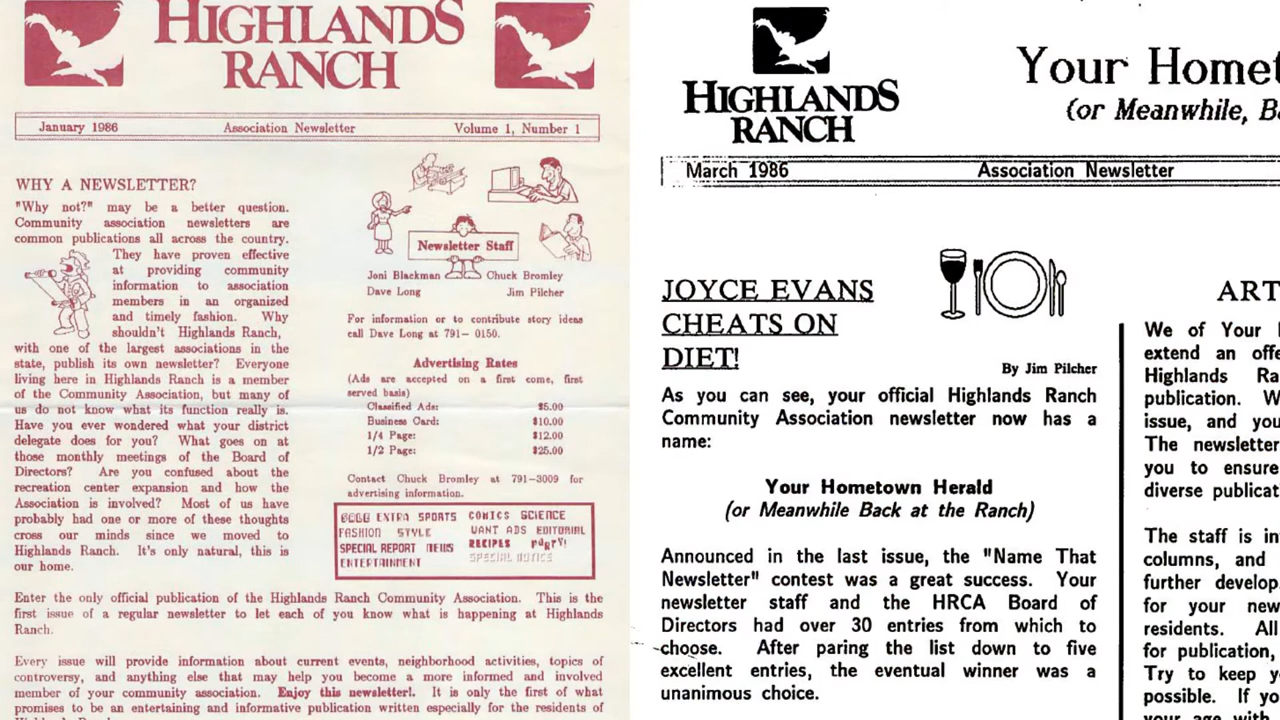 HIGHLANDS
RANCH
January 1986 Association Newsletter Volume 1, Number 1
WHY A NEWSLETTER?
"Why not?" may be a better question.
Community association newsletters are
common publications all across the country.
They have proven effective
at providing community
information to association
members in an organized
and timely fashion. Why
shouldn't Highlands Ranch,
with one of the largest associations in the
state, publish its own newsletter? Everyone
living here in Highlands Ranch is a member
of the Community Association, but many of
us do not know what its function really is.
Have you ever wondered what your district
delegate does for you? What goes on at
those monthly meetings of the Board of
Directors? Are you confused about the
recreation center expansion and how the
Association is involved? Most of us have
probably had one or more of these thoughts
cross our minds since we moved to
Highlands Ranch. It's only natural, this is
our home.
Newsletter Staff
Joni Blackman Chuck Bromley
Dave Long Jim Pilcher
For information or to contribute story ideas
call Dave Long at 791- 0150.
Advertising Rates
(Ads are accepted on a first come, first
served basis)
Classified Ads: $5.00
Business Card: $10.00
1/4 Page: $12.00
1/2 Page: $25.00
Contact Chuck Bromley at 791-3009 for
advertising information.
EXTRA SPORTS COMICS SCIENCE
FASHION STYLE WANT ADS EDITORIAL
SPECIAL REPORT NEWS RECIPES PARTY!
ENTERTAINMENT SPECIAL NOTICE
Enter the only official publication of the Highlands Ranch Community Association. This is the
first issue of a regular newsletter to let each of you know what is happening at Highlands
Ranch.
Every issue will provide information about current events, neighborhood activities, topics of
controversy, and anything else that may help you become a more informed and involved
member of your community association. Enjoy this newsletter!. It is only the first of what
promises to be an entertaining and informative publication written especially for the residents of
HIGHLANDS
RANCH
Your Homet
(or Meanwhile, Ba
March 1986 Association Newsletter
JOYCE EVANS
CHEATS ON
DIET!
By Jim Pilcher
As you can see, your official Highlands Ranch
Community Association newsletter now has a
name:
Your Hometown Herald
(or Meanwhile Back at the Ranch)
Announced in the last issue, the "Name That
Newsletter" contest was a great success. Your
newsletter staff and the HRCA Board of
Directors had over 30 entries from which to
choose. After paring the list down to five
excellent entries, the eventual winner was a
unanimous choice.
ART
We of Your
extend an offe
Highlands Ra
publication. W
issue, and you
The newsletter
you to ensure
diverse publicat
The staff is in
columns, and
further develop
for your new
residents. All
for publication,
Try to keep y
possible. If yo
your age with